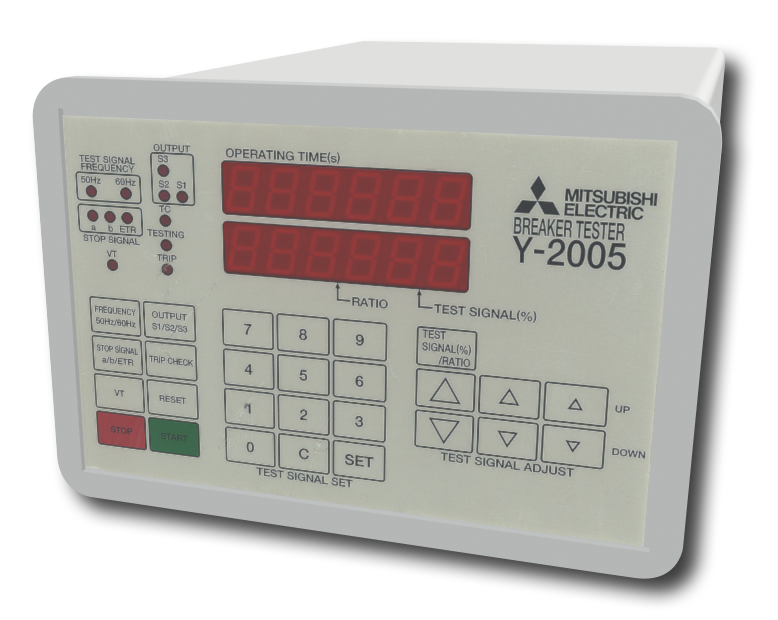 TEST SIGNAL
FREQUENCY
50Hz 60Hz
OUTPUT
S3
S2 S1
a b ETR
STOP SIGNAL
TC
TESTING
VT
TRIP
OPERATING TIME(s)
RATIO
TEST SIGNAL(%)
MITSUBISHI
ELECTRIC
BREAKER TESTER
Y-2005
FREQUENCY
50Hz/60Hz
OUTPUT
S1/S2/S3
STOP SIGNAL
a/b/ETR
TRIP CHECK
VT
RESET
STOP
START
7 8 9
4 5 6
1 2 3
0 C SET
TEST SIGNAL SET
TEST
SIGNAL(%)
/RATIO
UP
DOWN
TEST SIGNAL ADJUST